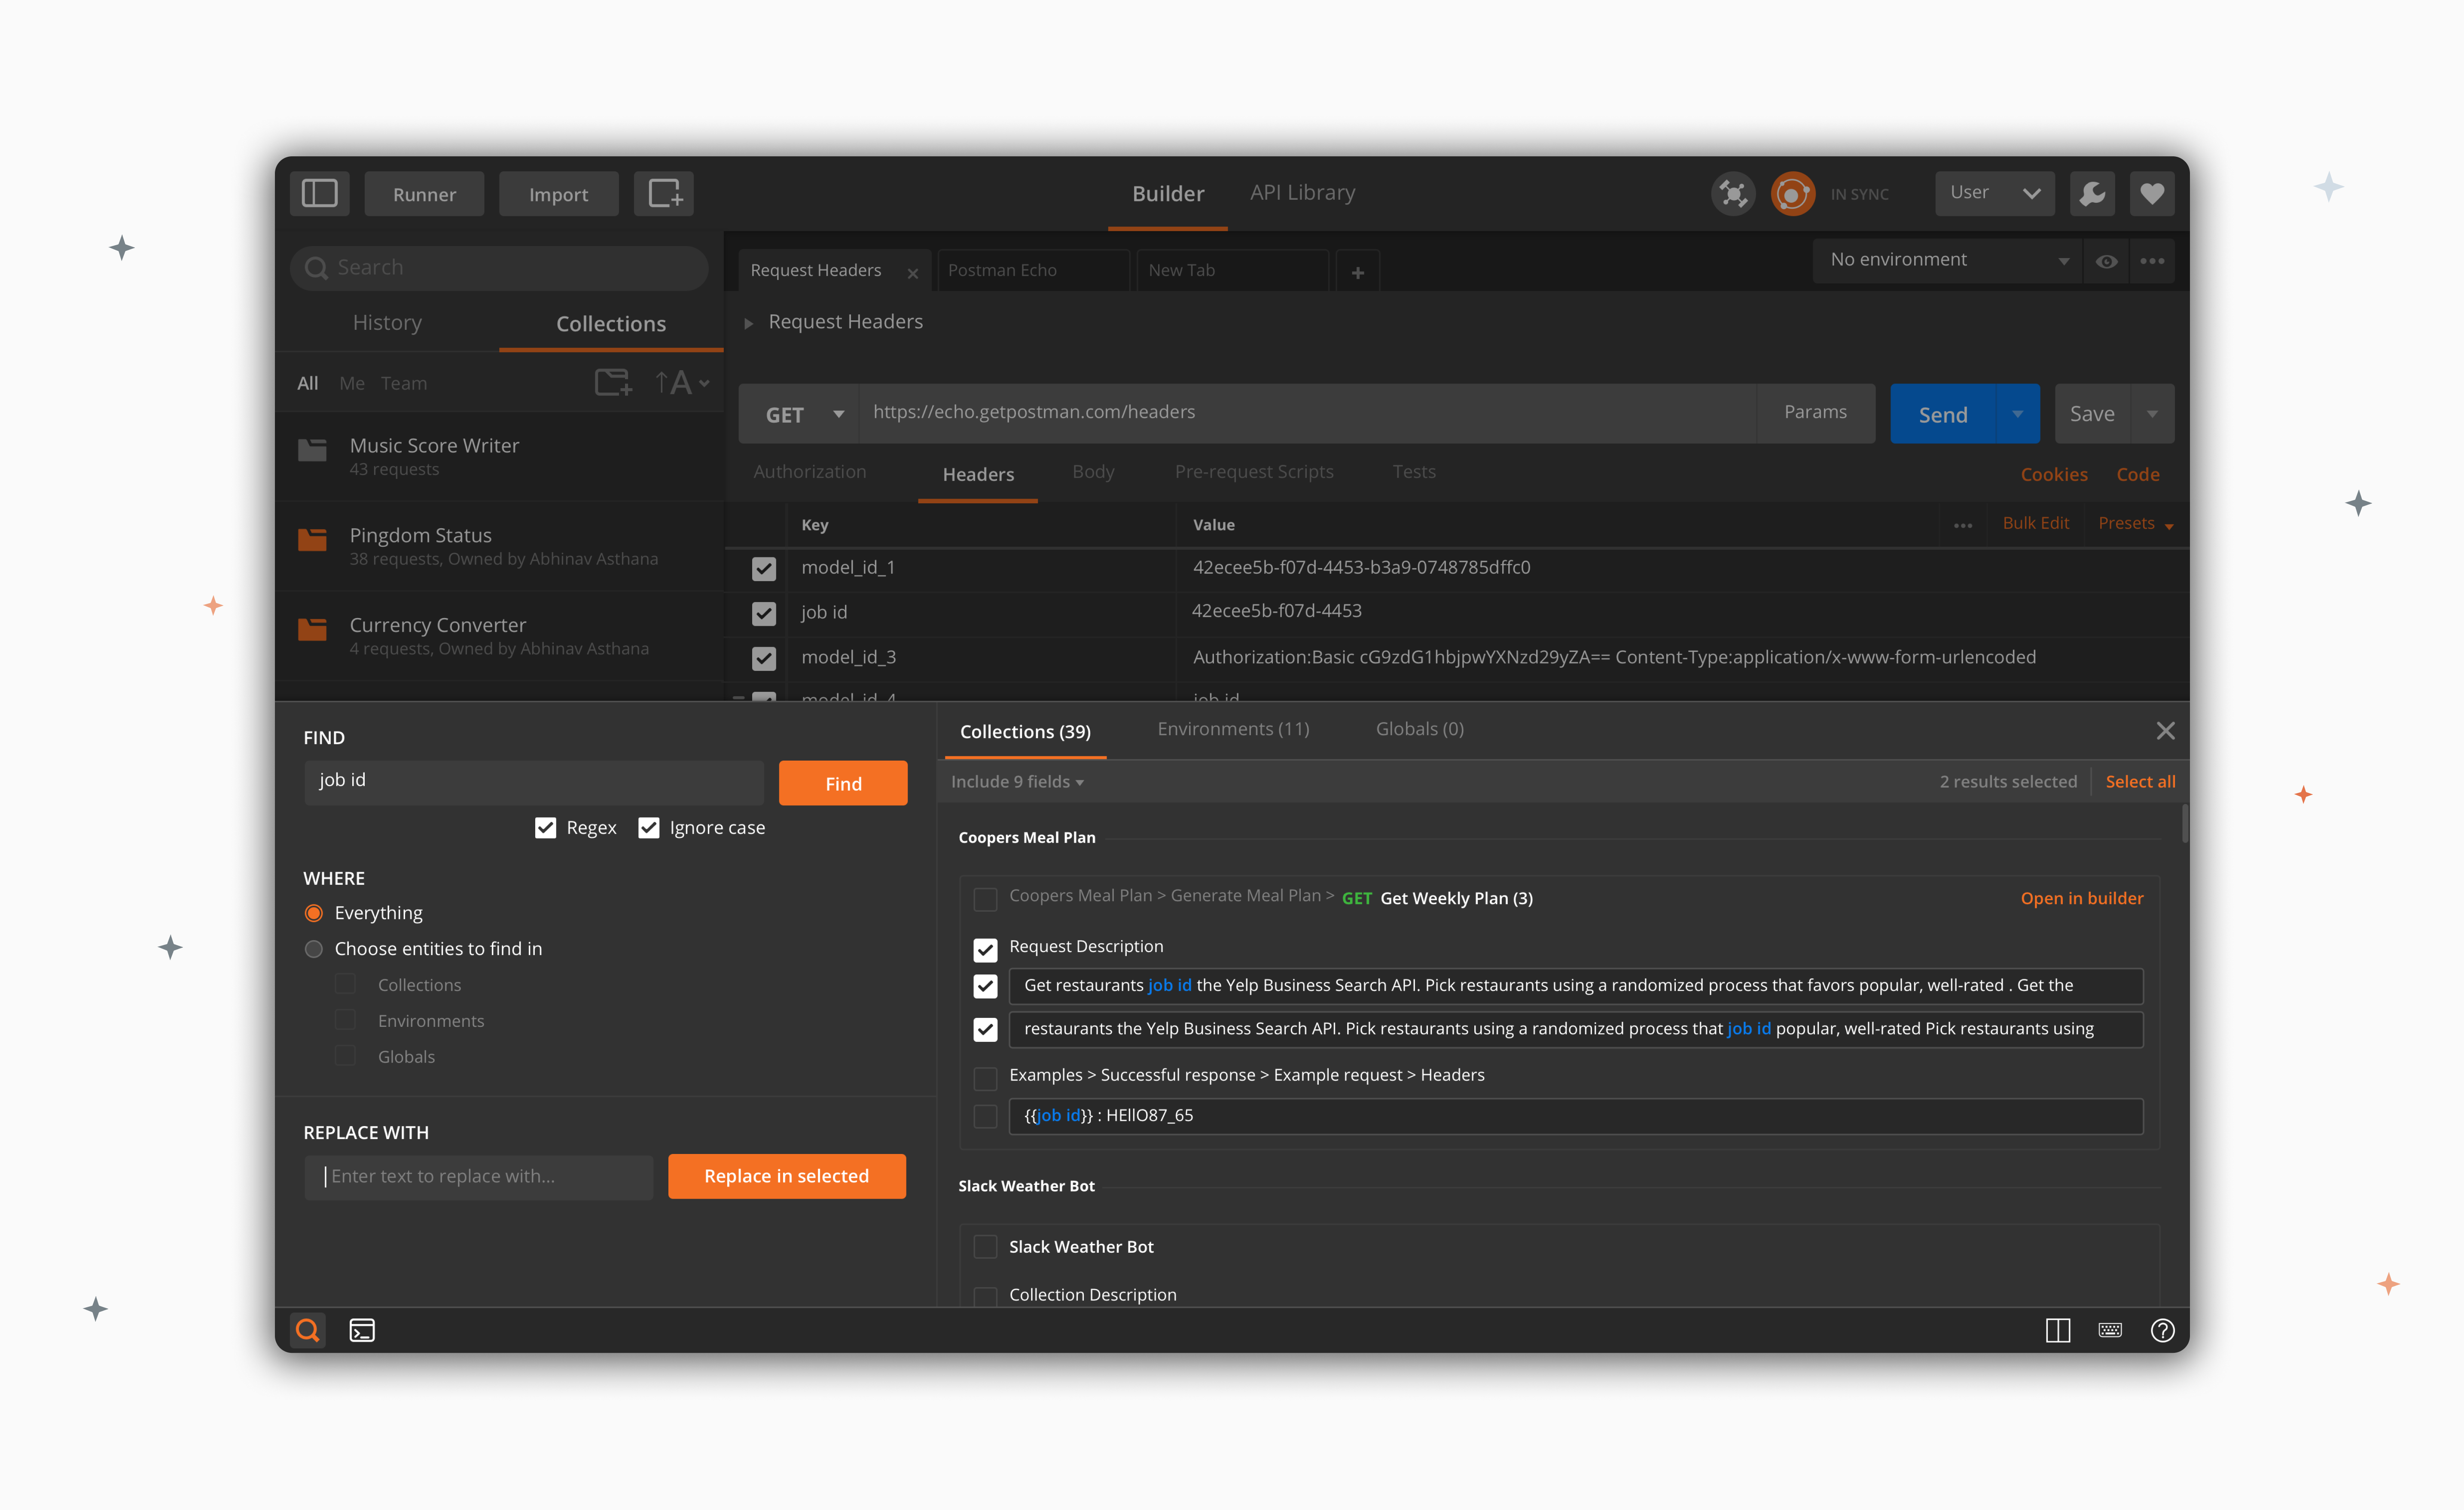 Runner Import Builder API Library IN SYNC User
Search
Request Headers Postman Echo New Tab + No environment
History Collections
Request Headers
All Me Team ↑A
GET https://echo.getpostman.com/headers Params Send Save
Music Score Writer
43 requests
Authorization Headers Body Pre-request Scripts Tests Cookies Code
Key Value ••• Bulk Edit Presets
Pingdom Status
38 requests, Owned by Abhinav Asthana
model_id_1 42ecee5b-f07d-4453-b3a9-0748785dffc0
job id 42ecee5b-f07d-4453
Currency Converter
4 requests, Owned by Abhinav Asthana
model_id_3 Authorization:Basic cG9zdG1hbjpwYXNzd29yZA== Content-Type:application/x-www-form-urlencoded
model_id_4 job id
FIND
job id
Find
Regex Ignore case
WHERE
Everything
Choose entities to find in
Collections
Environments
Globals
REPLACE WITH
Enter text to replace with...
Replace in selected
Collections (39) Environments (11) Globals (0)
Include 9 fields 2 results selected Select all
Coopers Meal Plan
Coopers Meal Plan > Generate Meal Plan > GET Get Weekly Plan (3) Open in builder
Request Description
Get restaurants job id the Yelp Business Search API. Pick restaurants using a randomized process that favors popular, well-rated . Get the
restaurants the Yelp Business Search API. Pick restaurants using a randomized process that job id popular, well-rated Pick restaurants using
Examples > Successful response > Example request > Headers
{{job id}} : HEllO87_65
Slack Weather Bot
Slack Weather Bot
Collection Description